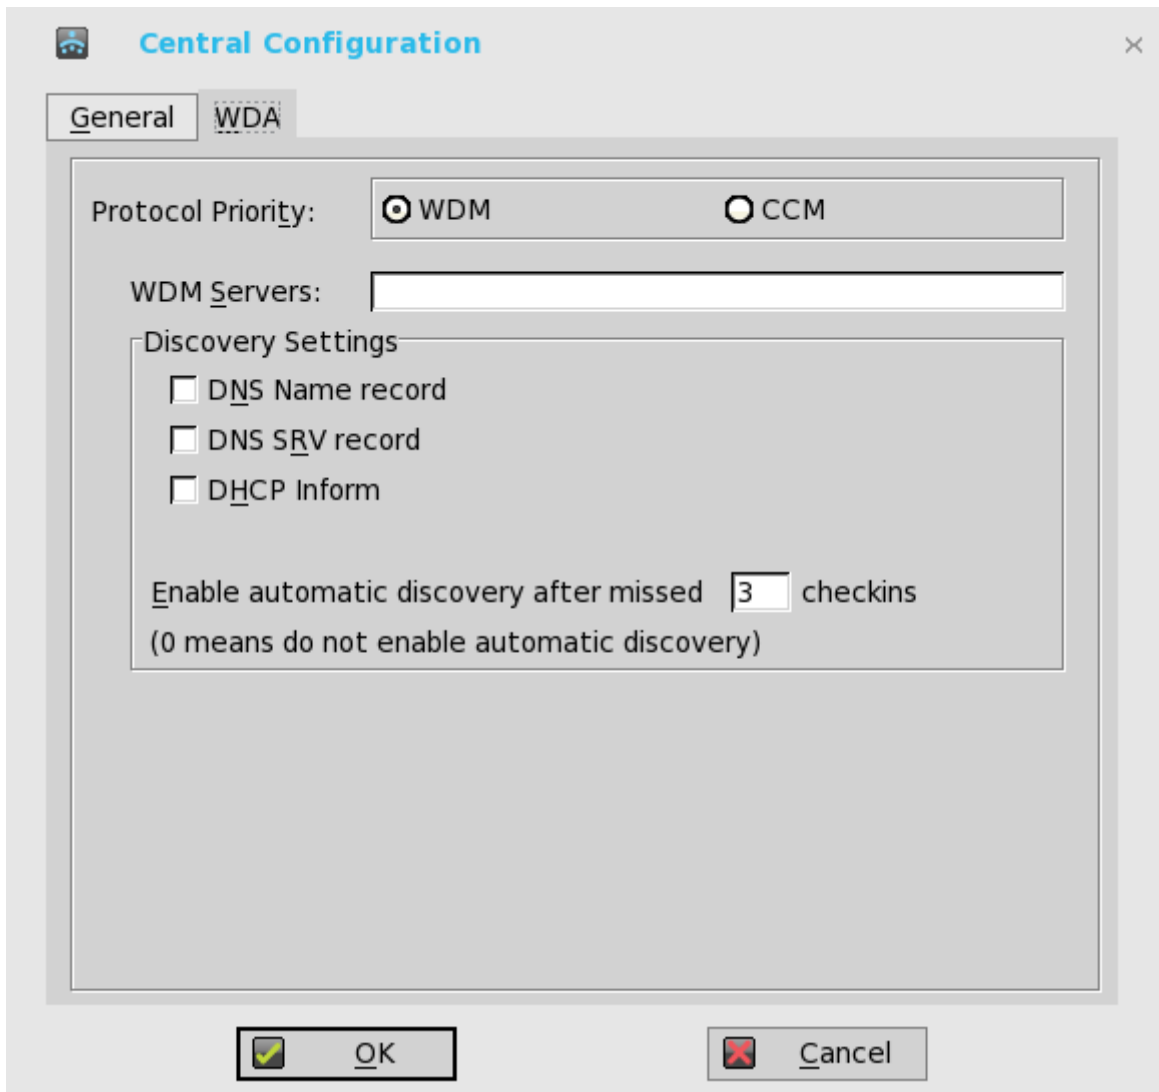 Central Configuration
General WDA
Protocol Priority: WDM CCM
WDM Servers:
Discovery Settings
DNS Name record
DNS SRV record
DHCP Inform
Enable automatic discovery after missed 3 checkins
(0 means do not enable automatic discovery)
OK Cancel